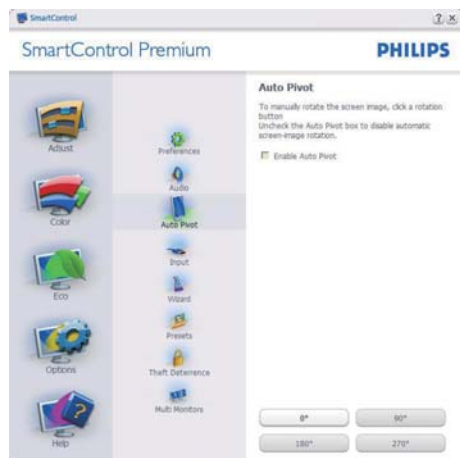 SmartControl
SmartControl Premium
PHILIPS
Adjust
Color
Eco
Options
Help
Preferences
Audio
Auto Pivot
Input
Wizard
Presets
Theft Deterrence
Multi Monitors
Auto Pivot
To manually rotate the screen image, click a rotation
button
Uncheck the Auto Pivot box to disable automatic
screen-image rotation.
Enable Auto Pivot
0°
90°
180°
270°